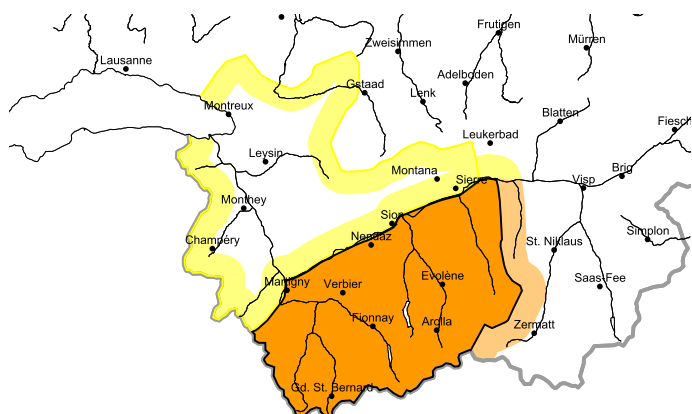 Frutigen
Zweisimmen
Mürren
Lausanne
Adelboden
Gstaad
Lenk
Montreux
Blatten
Fiesch
Leukerbad
Leysin
Montana
Brig
Sierre
Visp
Monthey
Sion
Simplon
Champéry
Nendaz
St. Niklaus
Evolène
Saas-Fee
Martigny
Verbier
Fionnay
Arolla
Zermatt
Gd. St. Bernard